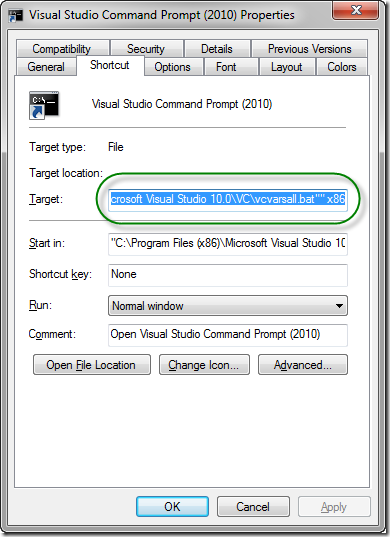 Visual Studio Command Prompt (2010) Properties
Compatibility Security Details Previous Versions
General Shortcut Options Font Layout Colors
C:\
Visual Studio Command Prompt (2010)
Target type: File
Target location:
Target: crosoft Visual Studio 10.0\VC\vcvarsall.bat"" x86
Start in: "C:\Program Files (x86)\Microsoft Visual Studio 10
Shortcut key: None
Run: Normal window
Comment: Open Visual Studio Command Prompt (2010)
Open File Location Change Icon... Advanced...
OK Cancel Apply